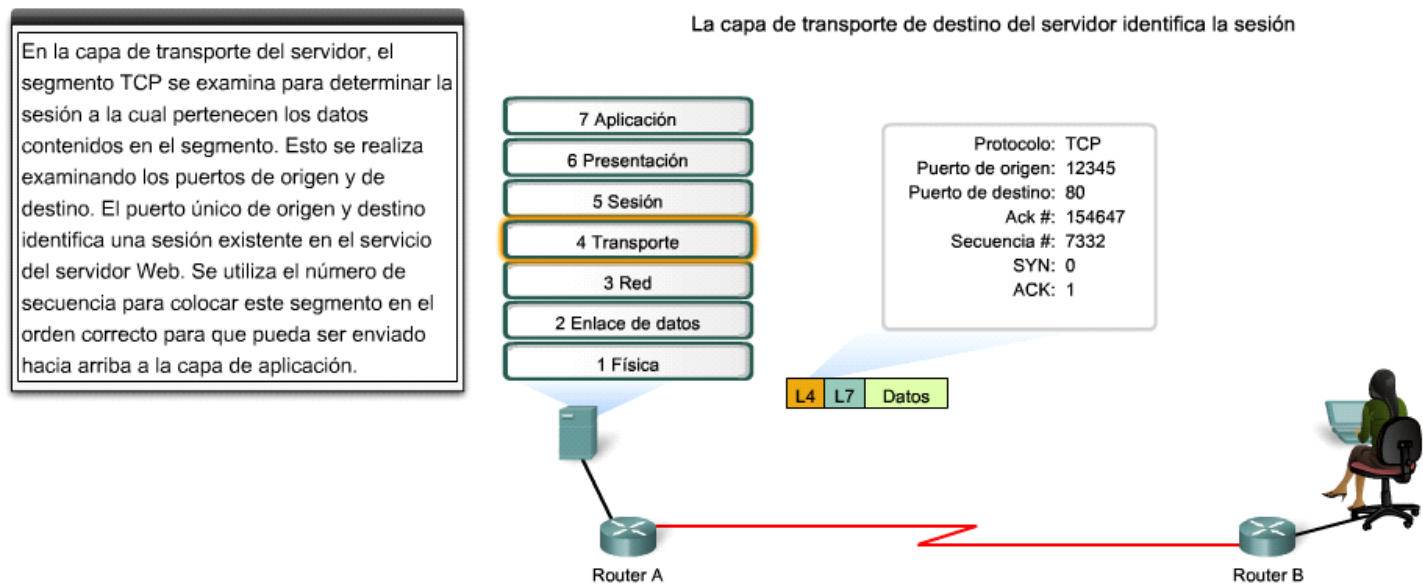 La capa de transporte de destino del servidor identifica la sesión
En la capa de transporte del servidor, el
segmento TCP se examina para determinar la
sesión a la cual pertenecen los datos
contenidos en el segmento. Esto se realiza
examinando los puertos de origen y de
destino. El puerto único de origen y destino
identifica una sesión existente en el servicio
del servidor Web. Se utiliza el número de
secuencia para colocar este segmento en el
orden correcto para que pueda ser enviado
hacia arriba a la capa de aplicación.
7 Aplicación
6 Presentación
5 Sesión
4 Transporte
3 Red
2 Enlace de datos
1 Física
Protocolo: TCP
Puerto de origen: 12345
Puerto de destino: 80
Ack #: 154647
Secuencia #: 7332
SYN: 0
ACK: 1
L4 L7 Datos
Router A
Router B